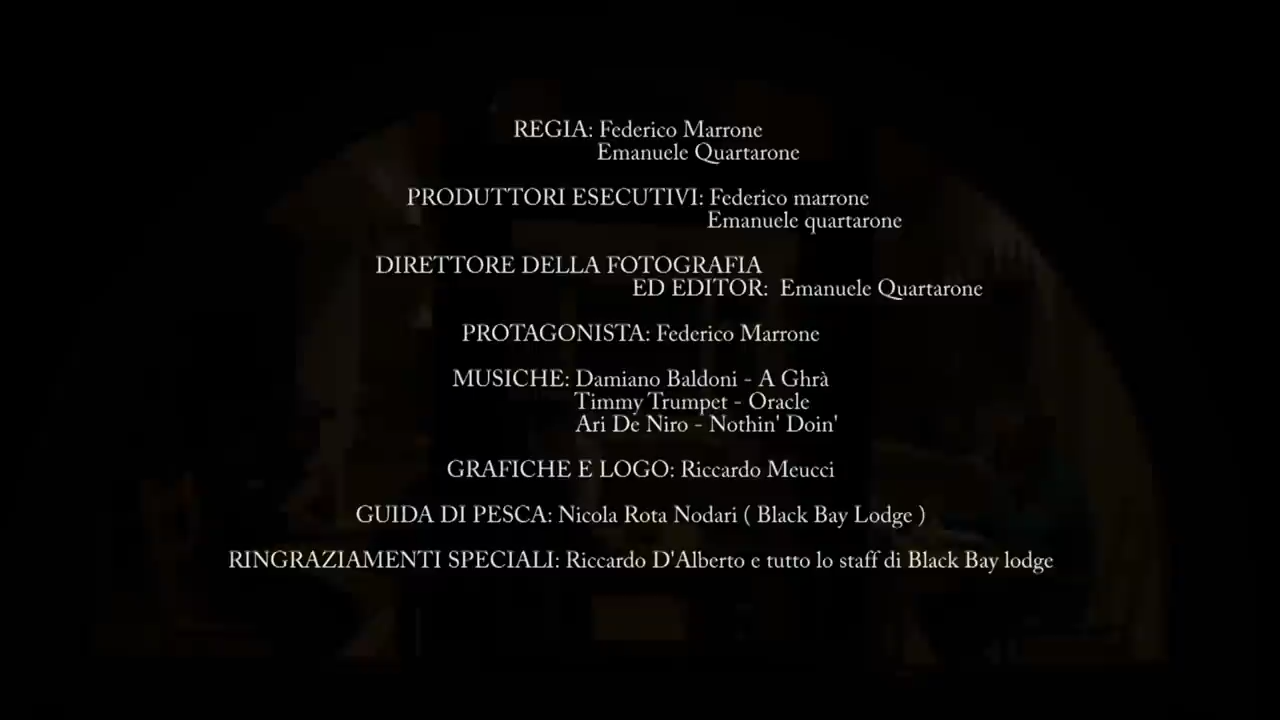 REGIA: Federico Marrone
Emanuele Quartarone
PRODUTTORI ESECUTIVI: Federico marrone
Emanuele quartarone
DIRETTORE DELLA FOTOGRAFIA
ED EDITOR: Emanuele Quartarone
PROTAGONISTA: Federico Marrone
MUSICHE: Damiano Baldoni - A Ghrà
Timmy Trumpet - Oracle
Ari De Niro - Nothin' Doin'
GRAFICHE E LOGO: Riccardo Meucci
GUIDA DI PESCA: Nicola Rota Nodari ( Black Bay Lodge )
RINGRAZIAMENTI SPECIALI: Riccardo D'Alberto e tutto lo staff di Black Bay lodge